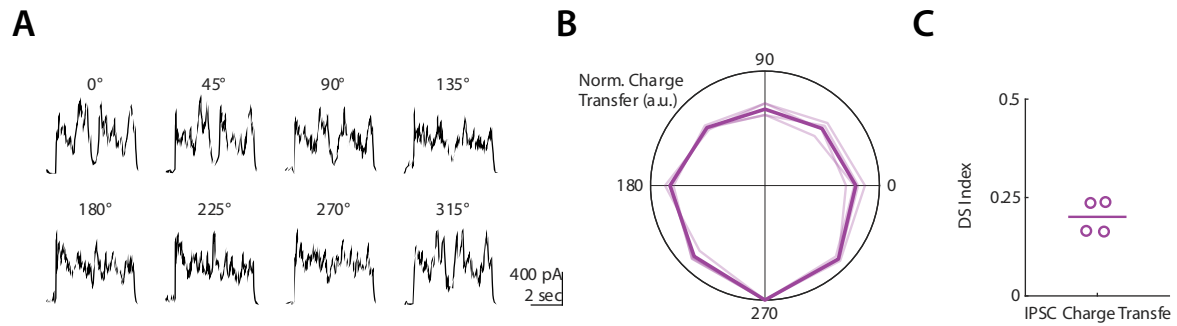 A
B
C
0° 45° 90° 135°
180° 225° 270° 315°
400 pA
2 sec
Norm. Charge
Transfer (a.u.)
90
180
0
270
0.5
0.25
0
DS Index
IPSC Charge Transfe